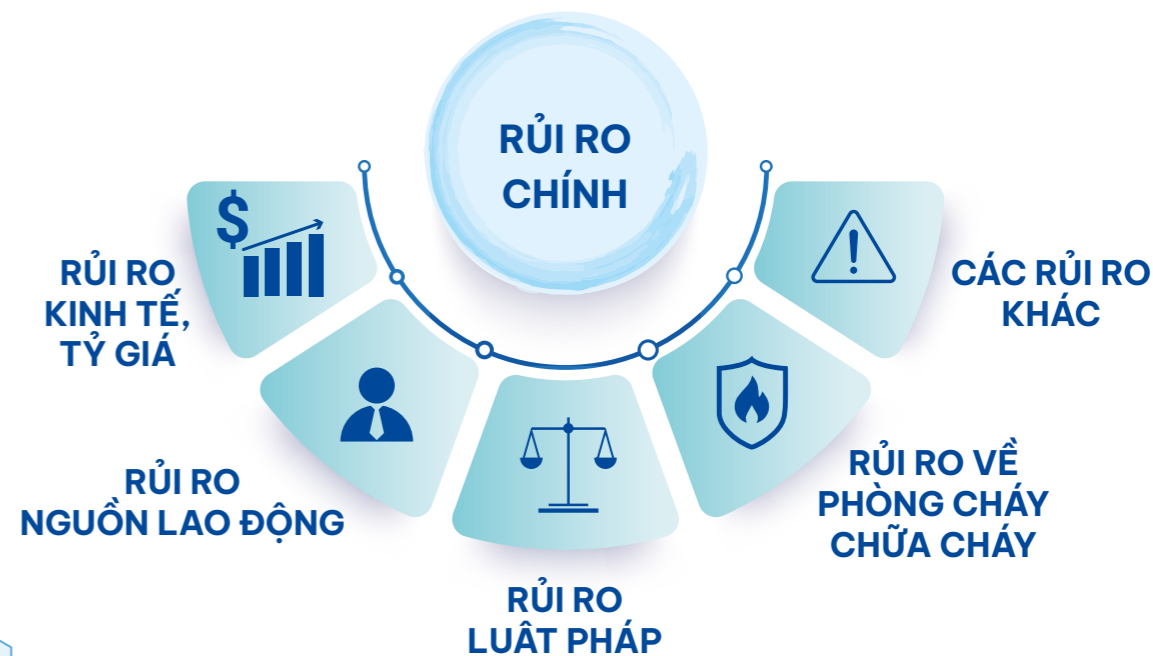 RỦI RO
CHÍNH
$
RỦI RO
KINH TẾ,
TỶ GIÁ
RỦI RO
NGUỒN LAO ĐỘNG
RỦI RO
LUẬT PHÁP
RỦI RO VỀ
PHÒNG CHÁY
CHỮA CHÁY
CÁC RỦI RO
KHÁC